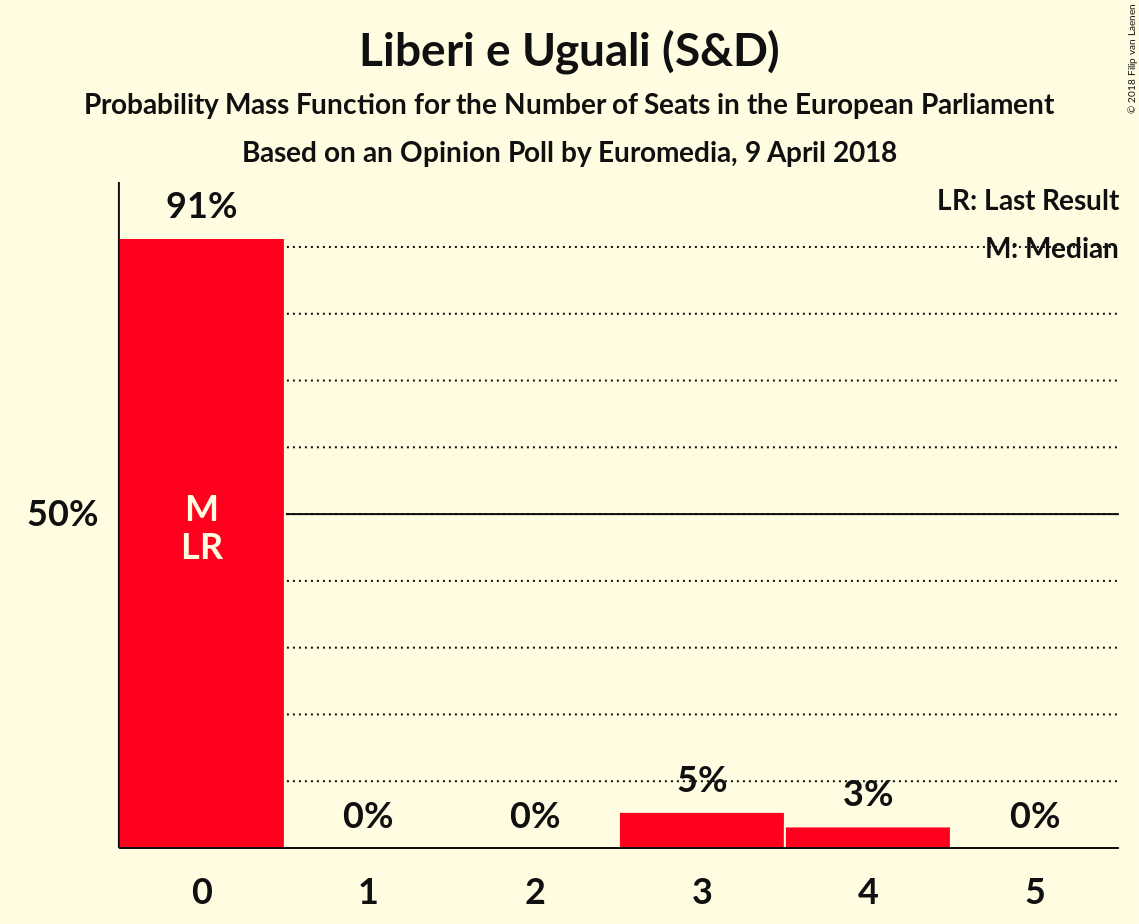 Liberi e Uguali (S&D)
Probability Mass Function for the Number of Seats in the European Parliament
Based on an Opinion Poll by Euromedia, 9 April 2018
© 2018 Filip van Laenen
LR: Last Result
M: Median
91%
50%
M
LR
0%
0%
5%
3%
0%
0
1
2
3
4
5